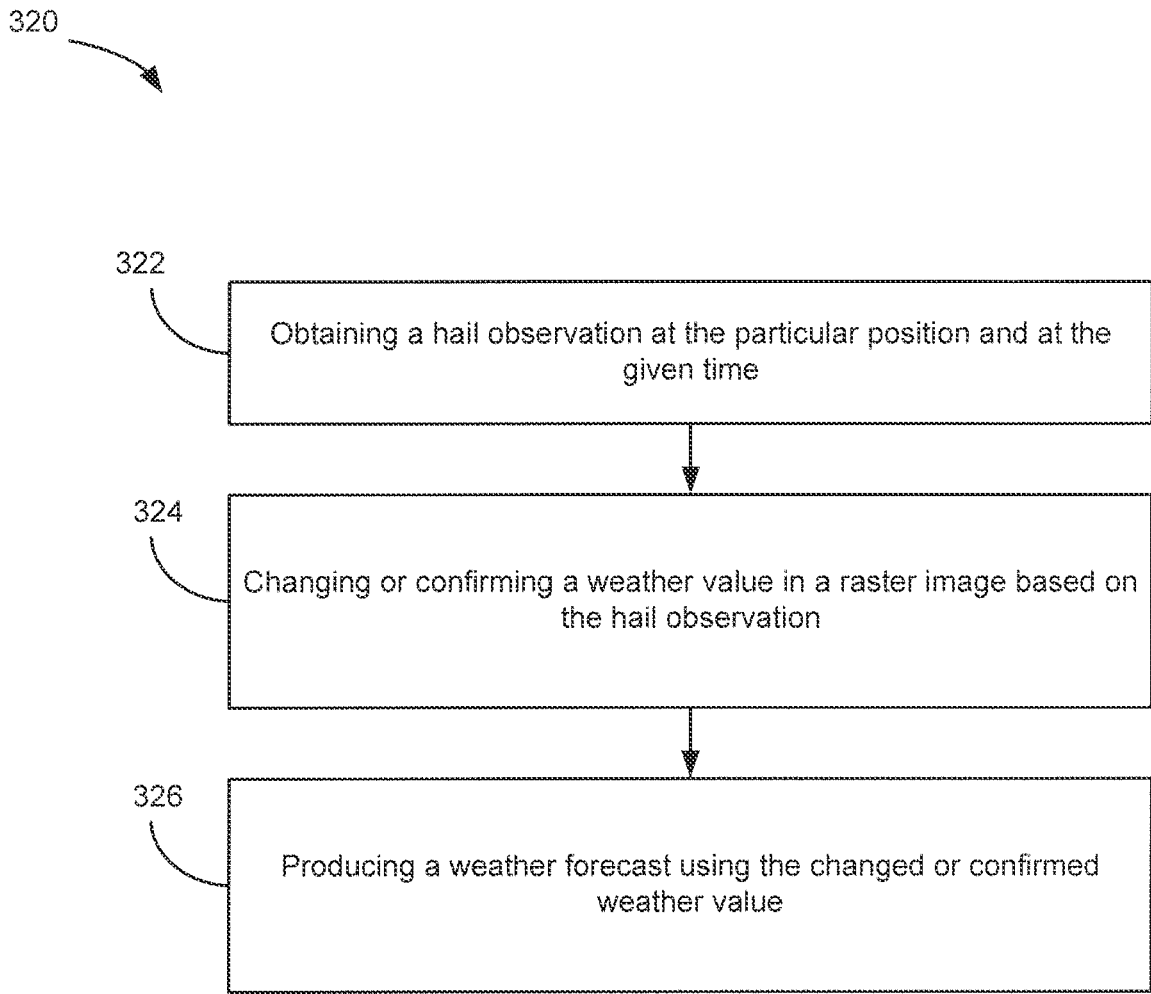 320
322
Obtaining a hail observation at the particular position and at the
given time
324
Changing or confirming a weather value in a raster image based on
the hail observation
326
Producing a weather forecast using the changed or confirmed
weather value